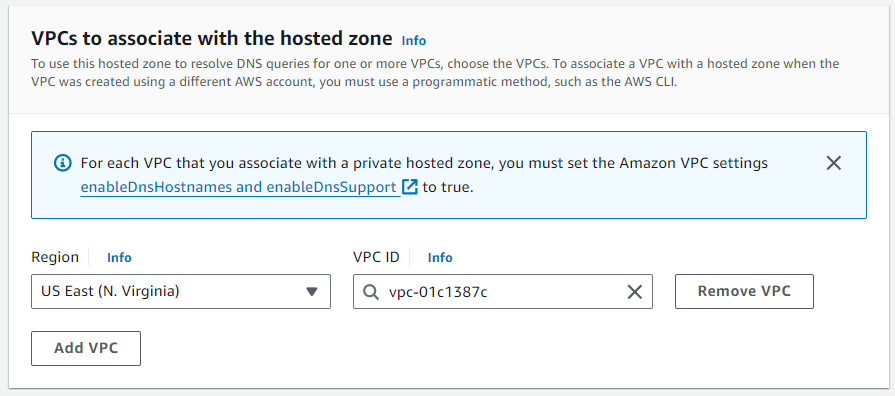 VPCs to associate with the hosted zone Info
To use this hosted zone to resolve DNS queries for one or more VPCs, choose the VPCs. To associate a VPC with a hosted zone when the
VPC was created using a different AWS account, you must use a programmatic method, such as the AWS CLI.
For each VPC that you associate with a private hosted zone, you must set the Amazon VPC settings
enableDnsHostnames and enableDnsSupport to true.
Region Info VPC ID Info
US East (N. Virginia) vpc-01c1387c Remove VPC
Add VPC